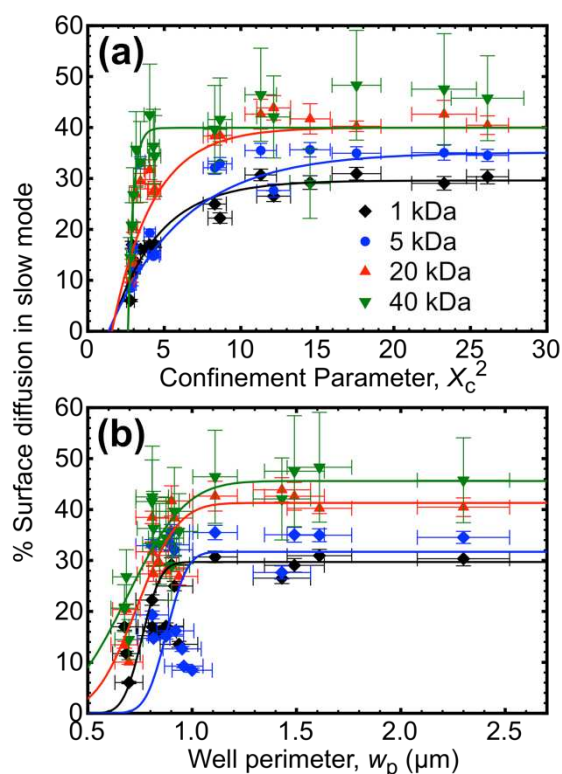 % Surface diffusion in slow mode
(a)
60
50
40
30
20
10
0
1 kDa
5 kDa
20 kDa
40 kDa
0 5 10 15 20 25 30
Confinement Parameter, Xc²
(b)
60
50
40
30
20
10
0
0.5 1.0 1.5 2.0 2.5
Well perimeter, wp (μm)